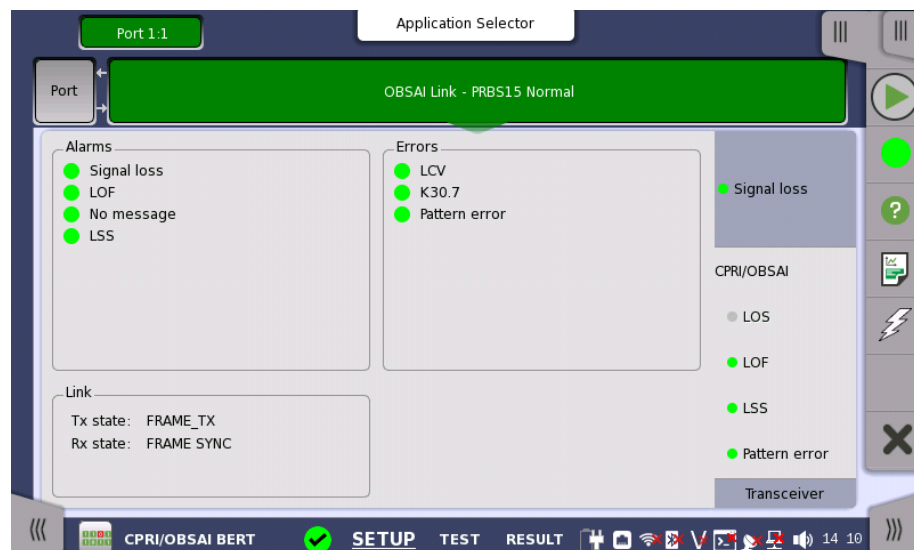 Application Selector
Port 1:1
Port
OBSAI Link - PRBS15 Normal
Alarms
Signal loss
LOF
No message
LSS
Errors
LCV
K30.7
Pattern error
Link
Tx state: FRAME_TX
Rx state: FRAME SYNC
Signal loss
CPRI/OBSAI
LOS
LOF
LSS
Pattern error
Transceiver
CPRI/OBSAI BERT
SETUP TEST RESULT
14 10